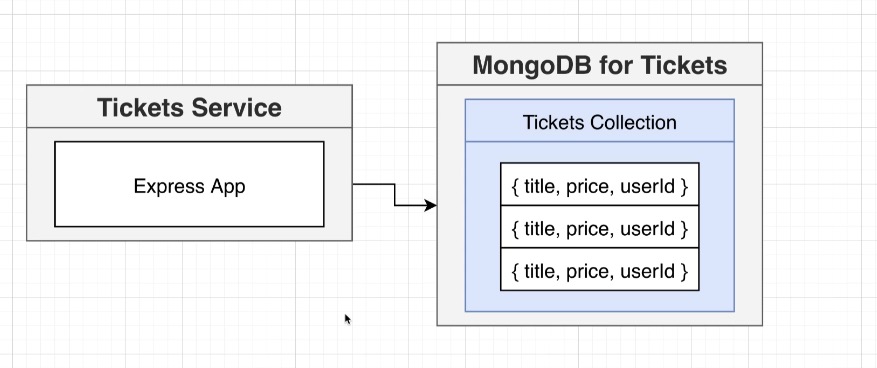 Tickets Service
Express App
MongoDB for Tickets
Tickets Collection
{ title, price, userId }
{ title, price, userId }
{ title, price, userId }